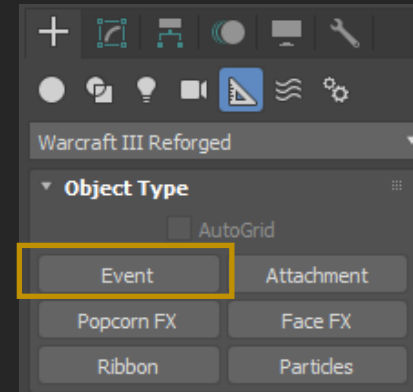 Warcraft III Reforged
Object Type
AutoGrid
Event Attachment
Popcorn FX Face FX
Ribbon Particles